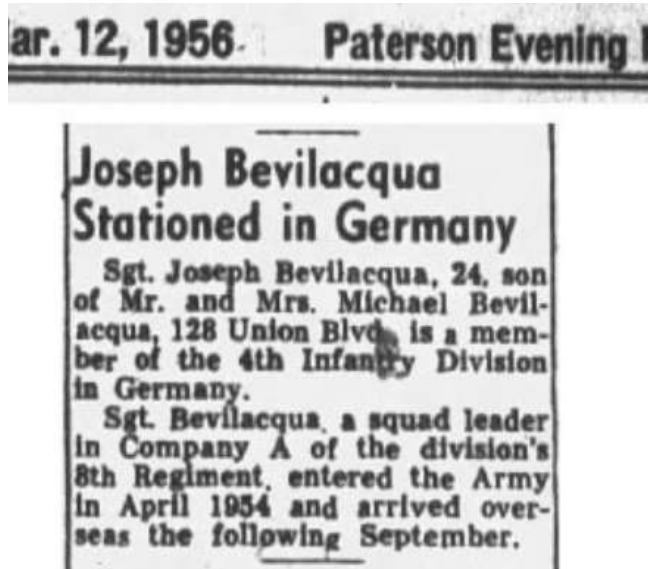 ar. 12, 1956
Paterson Evening
Joseph Bevilacqua
Stationed in Germany
Sgt. Joseph Bevilacqua, 24, son
of Mr. and Mrs. Michael Bevil-
acqua, 128 Union Blvd., is a mem-
ber of the 4th Infantry Division
in Germany.
Sgt. Bevilacqua, a squad leader
in Company A of the division's
8th Regiment, entered the Army
in April 1954 and arrived over-
seas the following September.